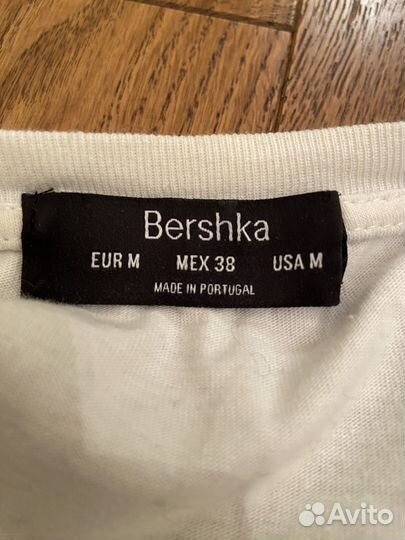 Bershka
EUR M MEX 38 USA M
MADE IN PORTUGAL
Avito